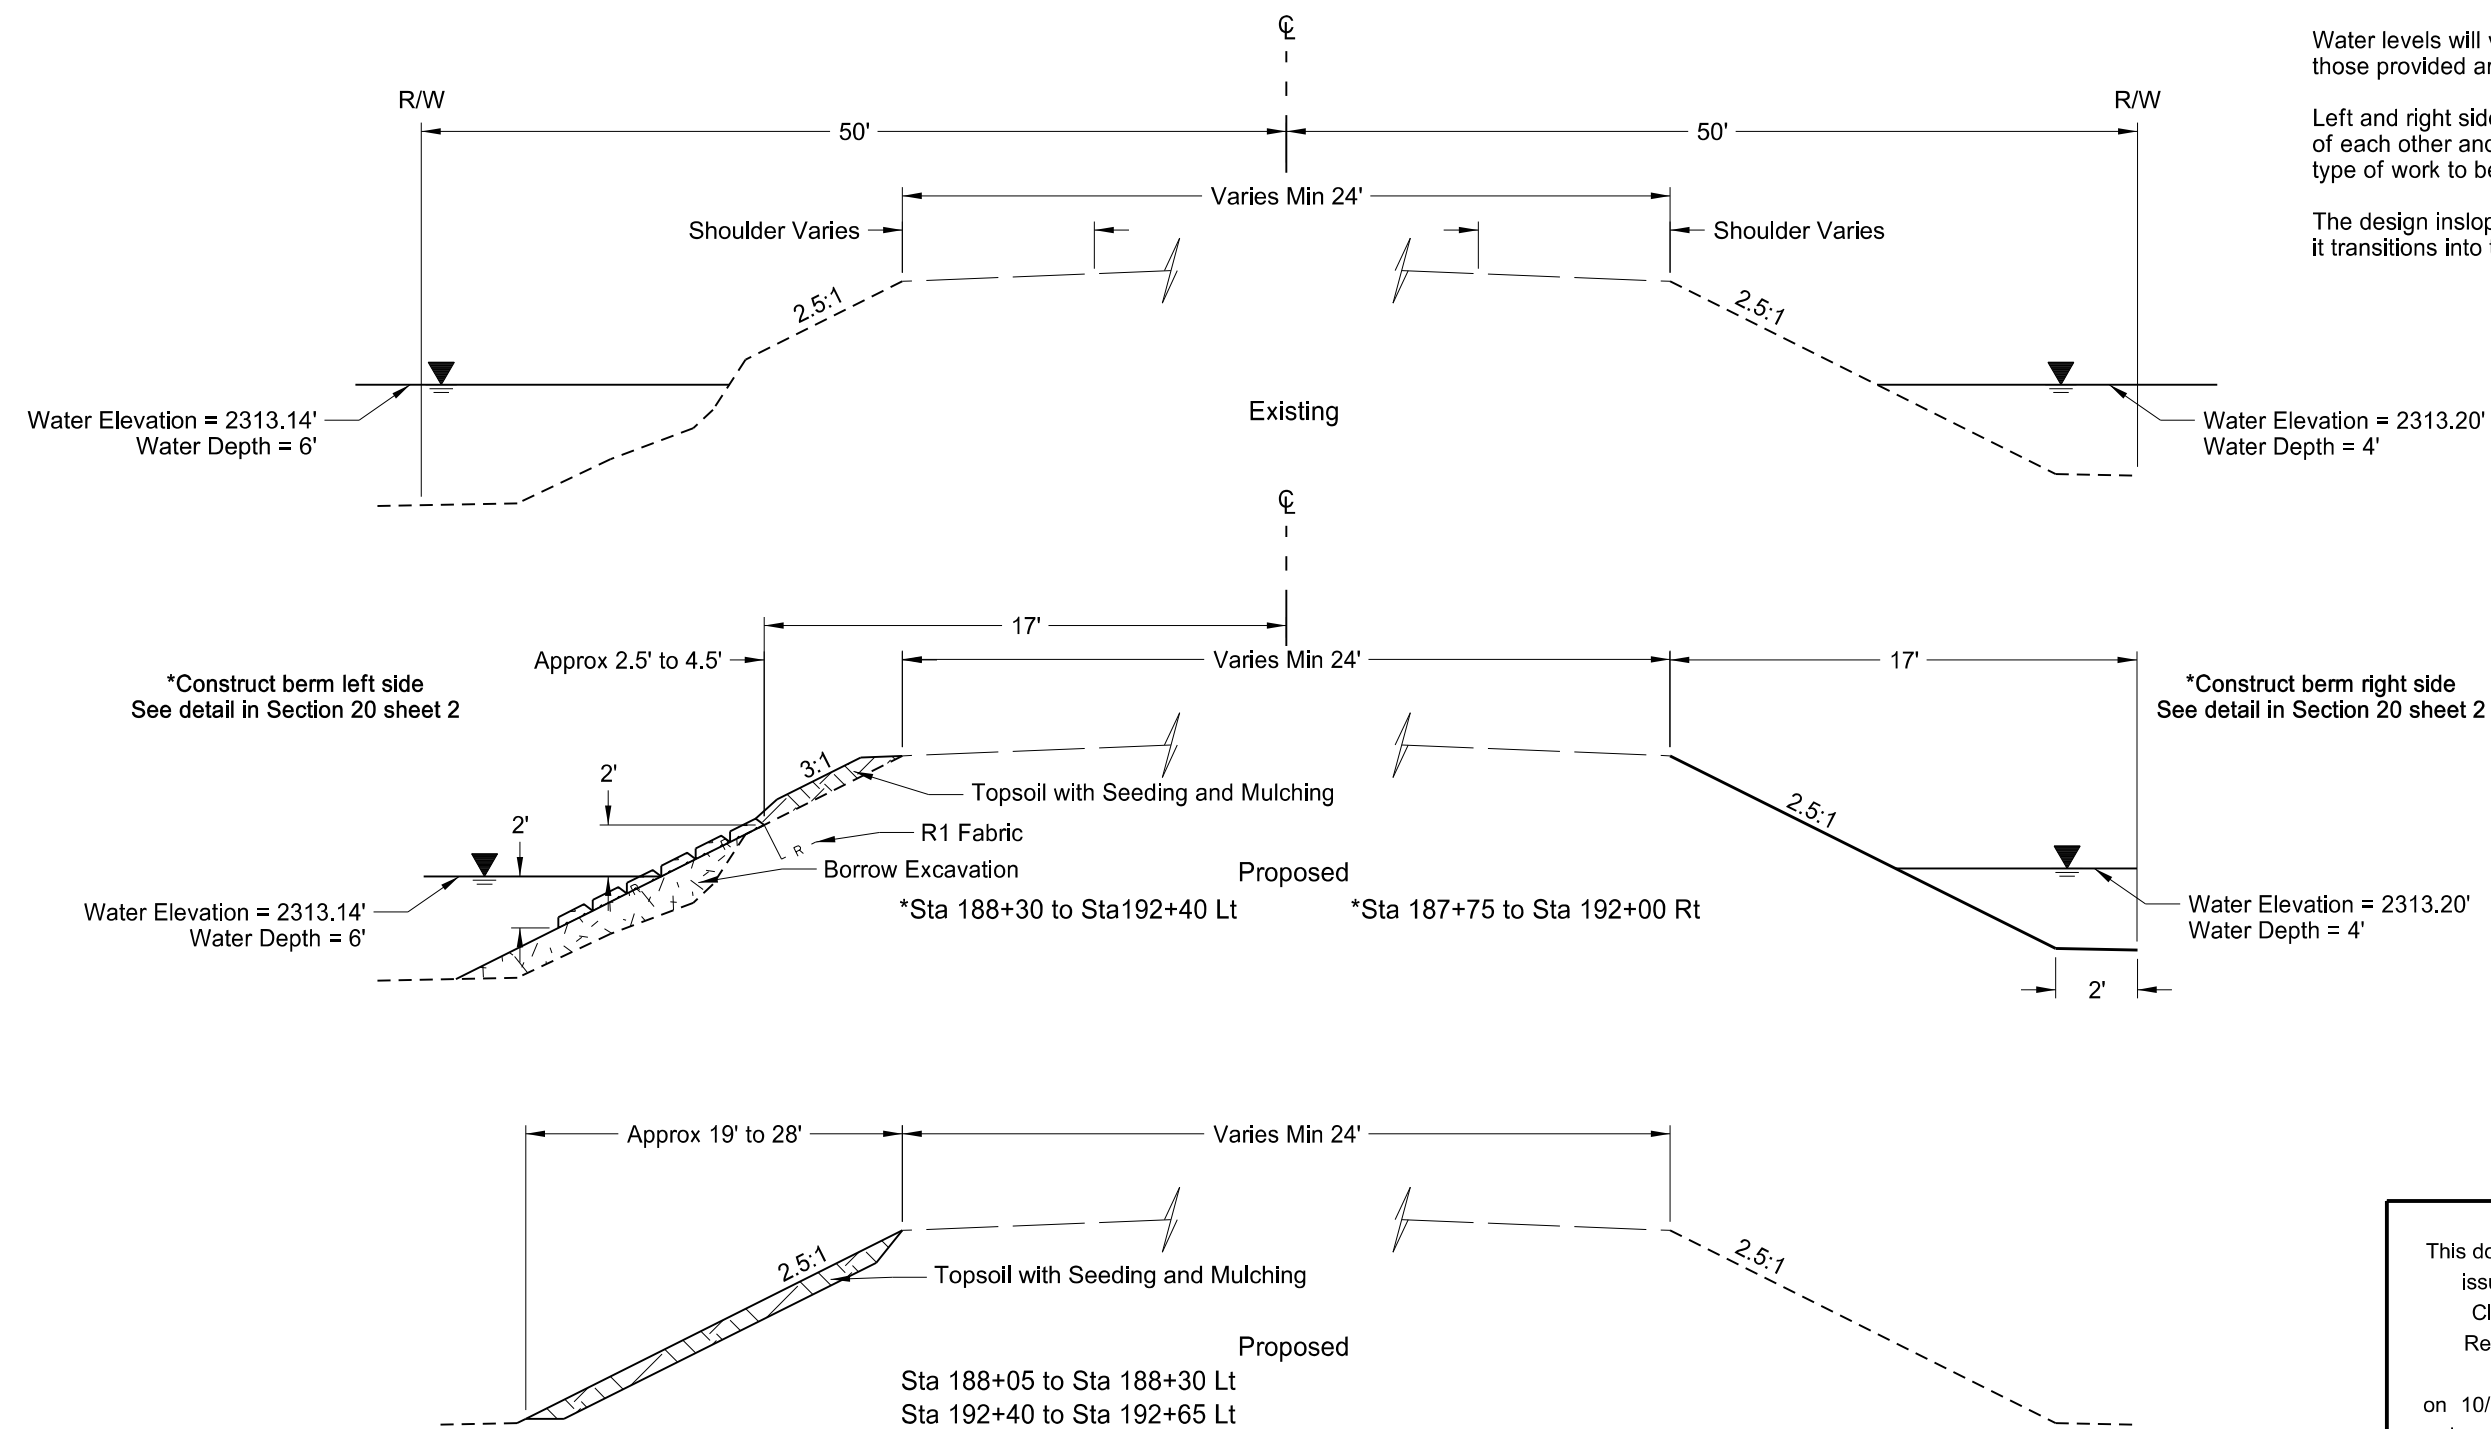 ℄
Water levels will
those provided
R/W
R/W
50'
50'
Left and right
of each other
type of work to
Varies Min 24'
Shoulder Varies
Shoulder Varies
The design
it transitions into
2.5:1
2.5:1
Water Elevation = 2313.14'
Water Depth = 6'
Existing
Water Elevation = 2313.20'
Water Depth = 4'
℄
17'
Approx 2.5' to 4.5'
Varies Min 24'
17'
*Construct berm left side
See detail in Section 20 sheet 2
*Construct berm right side
See detail in Section 20 sheet 2
3:1
2'
Topsoil with Seeding and Mulching
2'
R1 Fabric
R
R
R
Borrow Excavation
2.5:1
Proposed
*Sta 188+30 to Sta192+40 Lt
*Sta 187+75 to Sta 192+00 Rt
Water Elevation = 2313.14'
Water Depth = 6'
Water Elevation = 2313.20'
Water Depth = 4'
2'
Approx 19' to 28'
Varies Min 24'
2.5:1
2.5:1
Topsoil with Seeding and Mulching
Proposed
Sta 188+05 to Sta 188+30 Lt
Sta 192+40 to Sta 192+65 Lt
This
on 10/